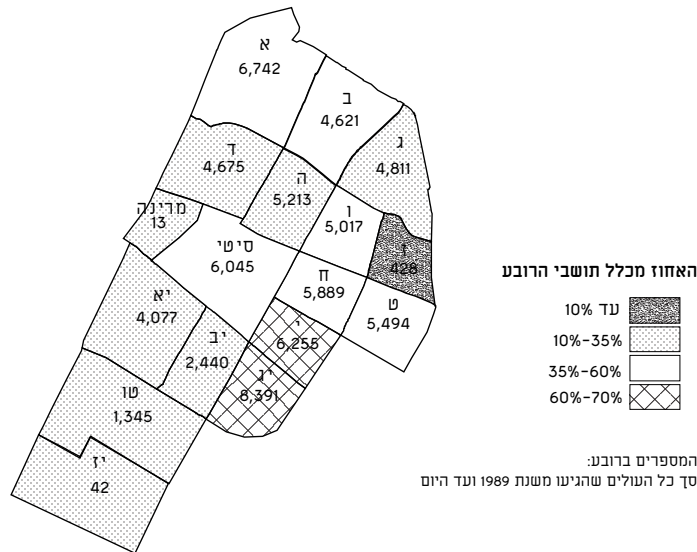 א
6,742
ב
4,621
ג
4,811
ד
4,675
ה
5,213
ו
5,017
ז
428
מרינה
13
סיטי
6,045
ח
5,889
ט
5,494
יא
4,077
יב
2,440
י
6,255
יג
8,391
טו
1,345
יז
42
האחוז מכלל תושבי הרובע
עד 10%
10%-35%
35%-60%
60%-70%
המספרים ברובע:
סך כל העולים שהגיעו משנת 1989 ועד היום